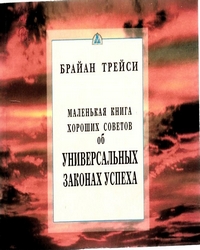 БРАЙАН ТРЕЙСИ
МАЛЕНЬКАЯ КНИГА
ХОРОШИХ СОВЕТОВ
об
УНИВЕРСАЛЬНЫХ
ЗАКОНАХ УСПЕХА